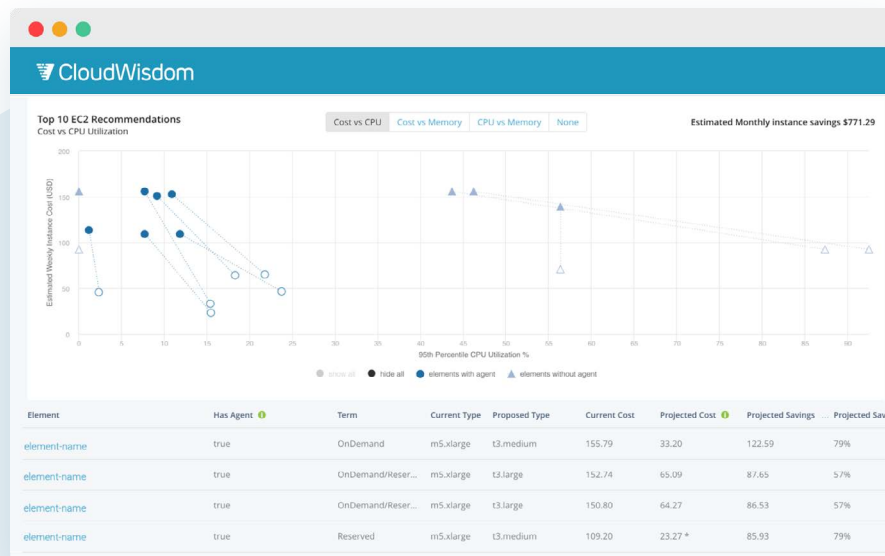 CloudWisdom
Top 10 EC2 Recommendations
Cost vs CPU Utilization
Cost vs CPU Cost vs Memory CPU vs Memory None
Estimated Monthly instance savings $771.29
Estimated Weekly Instance Cost (USD)
200
150
100
50
0
0 5 10 15 20 25 30 35 40 45 50 55 60 65 70 75 80 85 90
95th Percentile CPU Utilization %
show all hide all elements with agent elements without agent
Element Has Agent Term Current Type Proposed Type Current Cost Projected Cost Projected Savings ... Projected Sav
element-name true OnDemand m5.xlarge t3.medium 155.79 33.20 122.59 79%
element-name true OnDemand/Reser... m5.xlarge t3.large 152.74 65.09 87.65 57%
element-name true OnDemand/Reser... m5.xlarge t3.large 150.80 64.27 86.53 57%
element-name true Reserved m5.xlarge t3.medium 109.20 23.27 * 85.93 79%